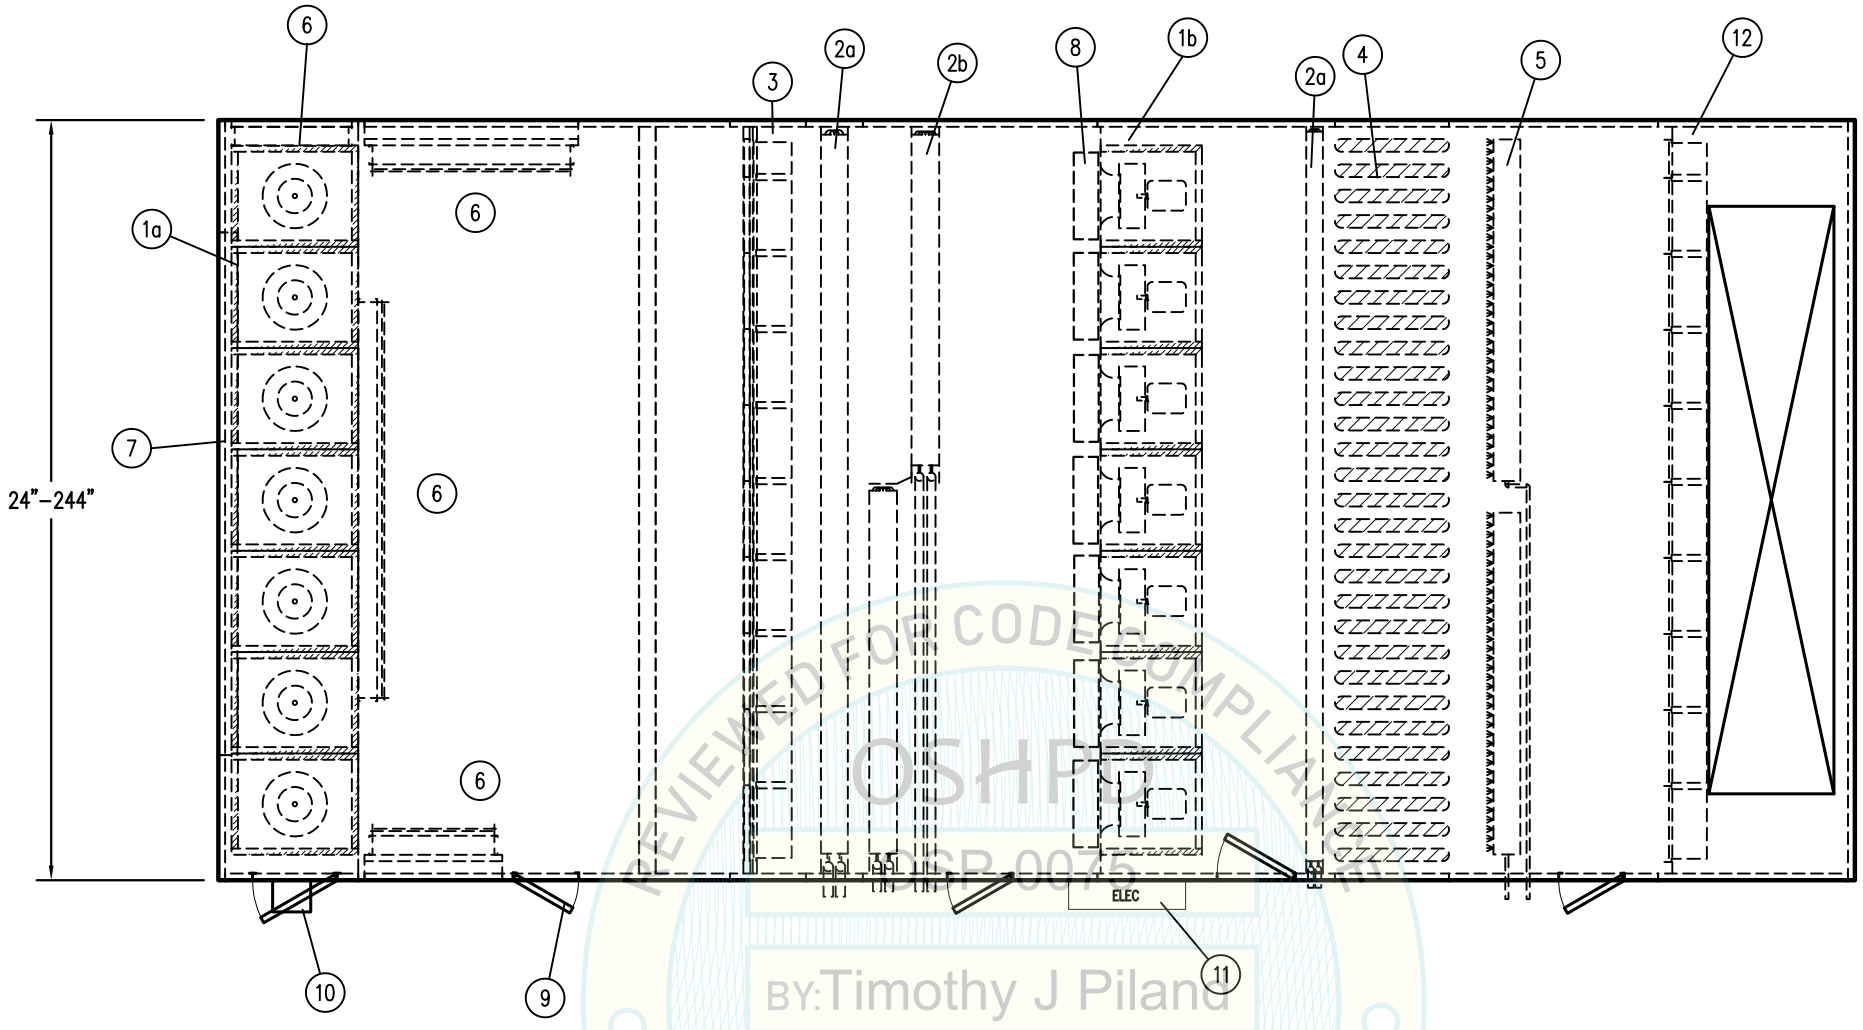 6
2a
2b
3
8
1b
2a
4
5
12
6
1a
7
6
24"-244"
6
REVIEWED FOR CODE COMPLIANCE
OSHPD
OSP-0075
ELEC
10
9
11
BY:Timothy J Piland